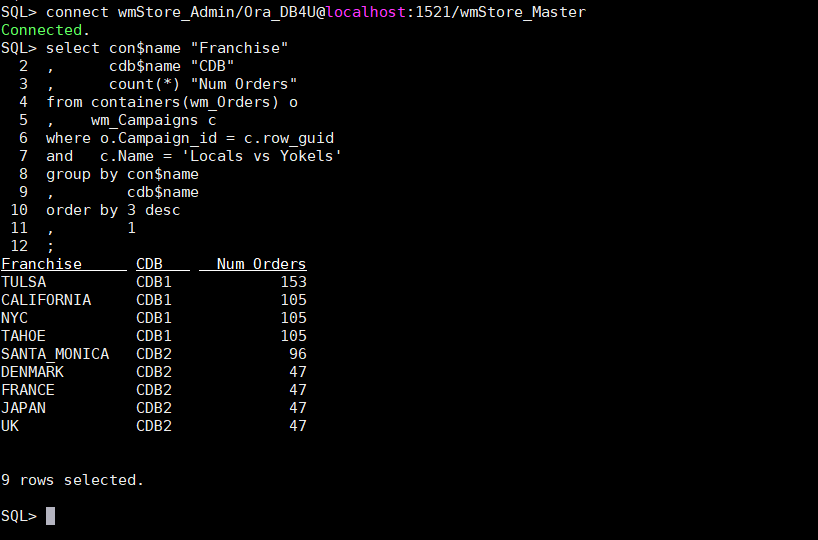 SQL> connect wmStore_Admin/Ora_DB4U@localhost:1521/wmStore_Master
Connected.
SQL> select con$name "Franchise"
  2  ,      cdb$name "CDB"
  3  ,      count(*) "Num Orders"
  4  from containers(wm_Orders) o
  5  ,    wm_Campaigns c
  6  where o.Campaign_id = c.row_guid
  7  and   c.Name = 'Locals vs Yokels'
  8  group by con$name
  9  ,        cdb$name
 10  order by 3 desc
 11  ,        1
 12  ;
Franchise      CDB      Num Orders
TULSA          CDB1            153
CALIFORNIA     CDB1            105
NYC            CDB1            105
TAHOE          CDB1            105
SANTA_MONICA   CDB2             96
DENMARK        CDB2             47
FRANCE         CDB2             47
JAPAN          CDB2             47
UK             CDB2             47
9 rows selected.
SQL>